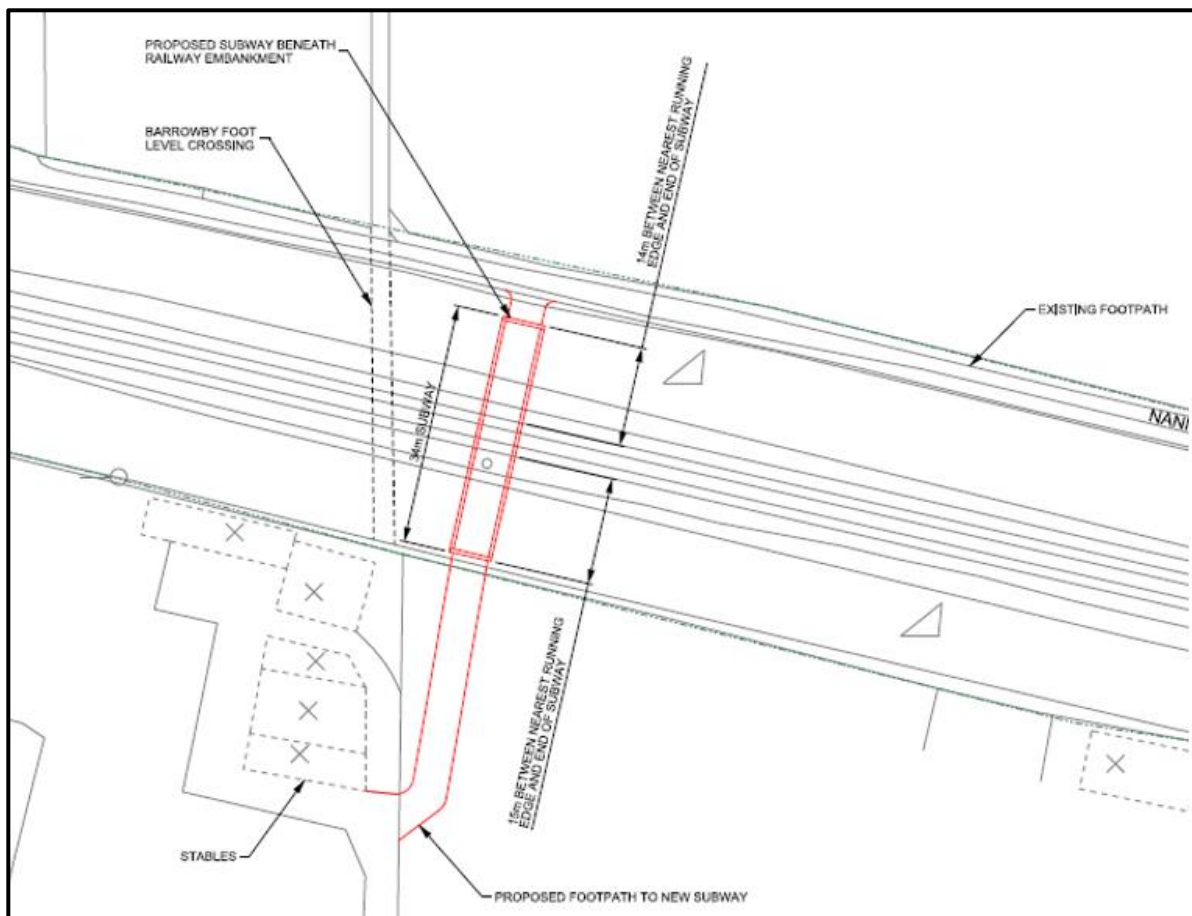 PROPOSED SUBWAY BENEATH
RAILWAY EMBANKMENT
BARROWBY FOOT
LEVEL CROSSING
14m BETWEEN NEAREST RUNNING
EDGE AND END OF SUBWAY
EXISTING FOOTPATH
34m SUBWAY
15m BETWEEN NEAREST RUNNING
EDGE AND END OF SUBWAY
STABLES
PROPOSED FOOTPATH TO NEW SUBWAY